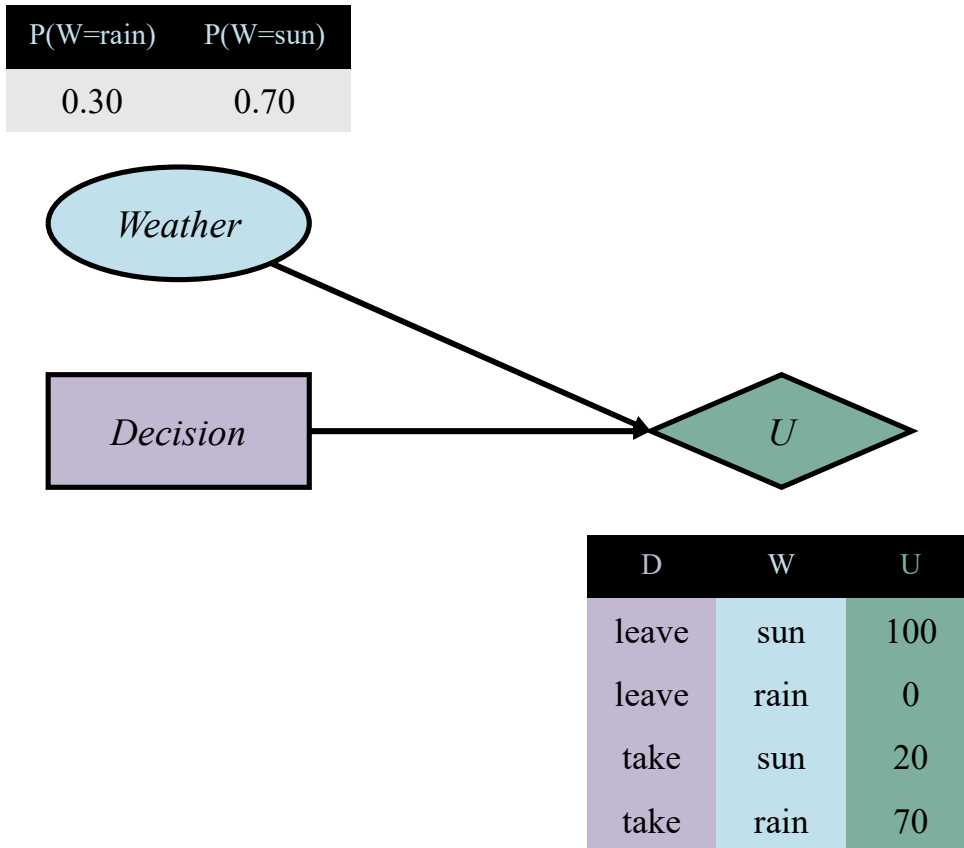 P(W=rain) P(W=sun)
0.30 0.70
Weather
Decision
U
D W U
leave sun 100
leave rain 0
take sun 20
take rain 70